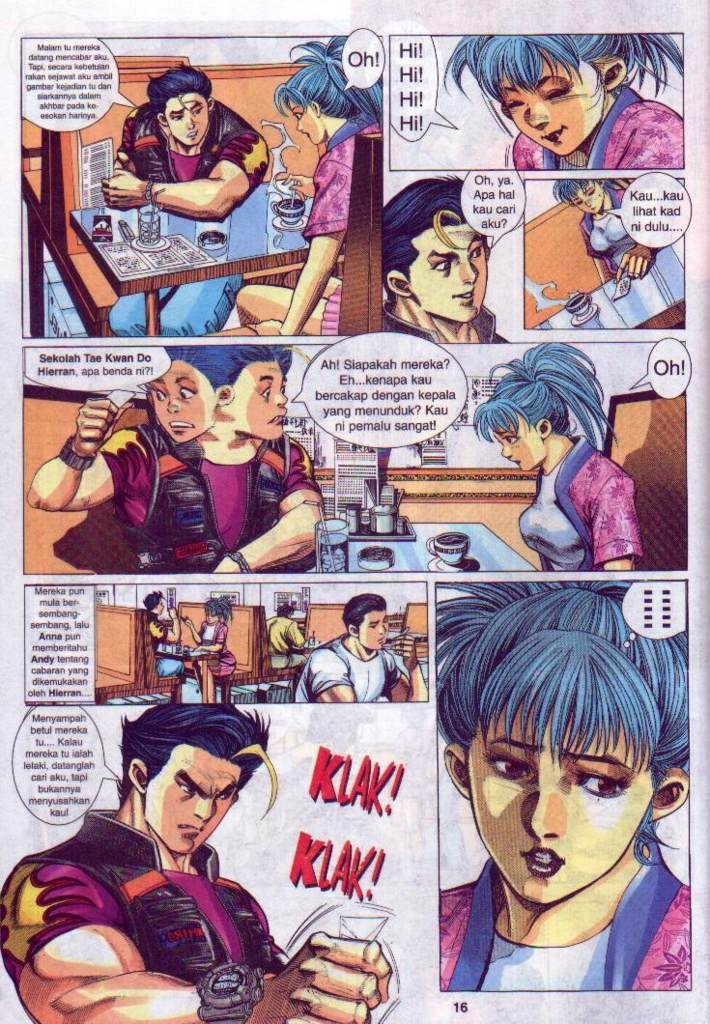 Malam tu mereka
datang mencabar aku.
Tapi, secara kebetulan
rakan sejawat aku ambil
gambar kejadian tu dan
siarkannya dalam
akhbar pada ke-
esokan harinya.
Oh!
Hi!
Hi!
Hi!
Hi!
Oh, ya.
Apa hal
kau cari
aku?
Kau...kau
lihat kad
ni dulu....
Sekolah Tae Kwan Do
Hierran, apa benda ni?!
Ah! Siapakah mereka?
Eh...kenapa kau
bercakap dengan kepala
yang menunduk? Kau
ni pemalu sangat!
Oh!
Mereka pun
mula ber-
sembang-
sembang, lalu
Anna pun
memberitahu
Andy tentang
cabaran yang
dikemukakan
oleh Hierran....
Menyampah
betul mereka
tu.... Kalau
mereka tu ialah
lelaki, datanglah
cari aku, tapi
bukannya
menyusahkan
kau!
KLAK!
KLAK!
16